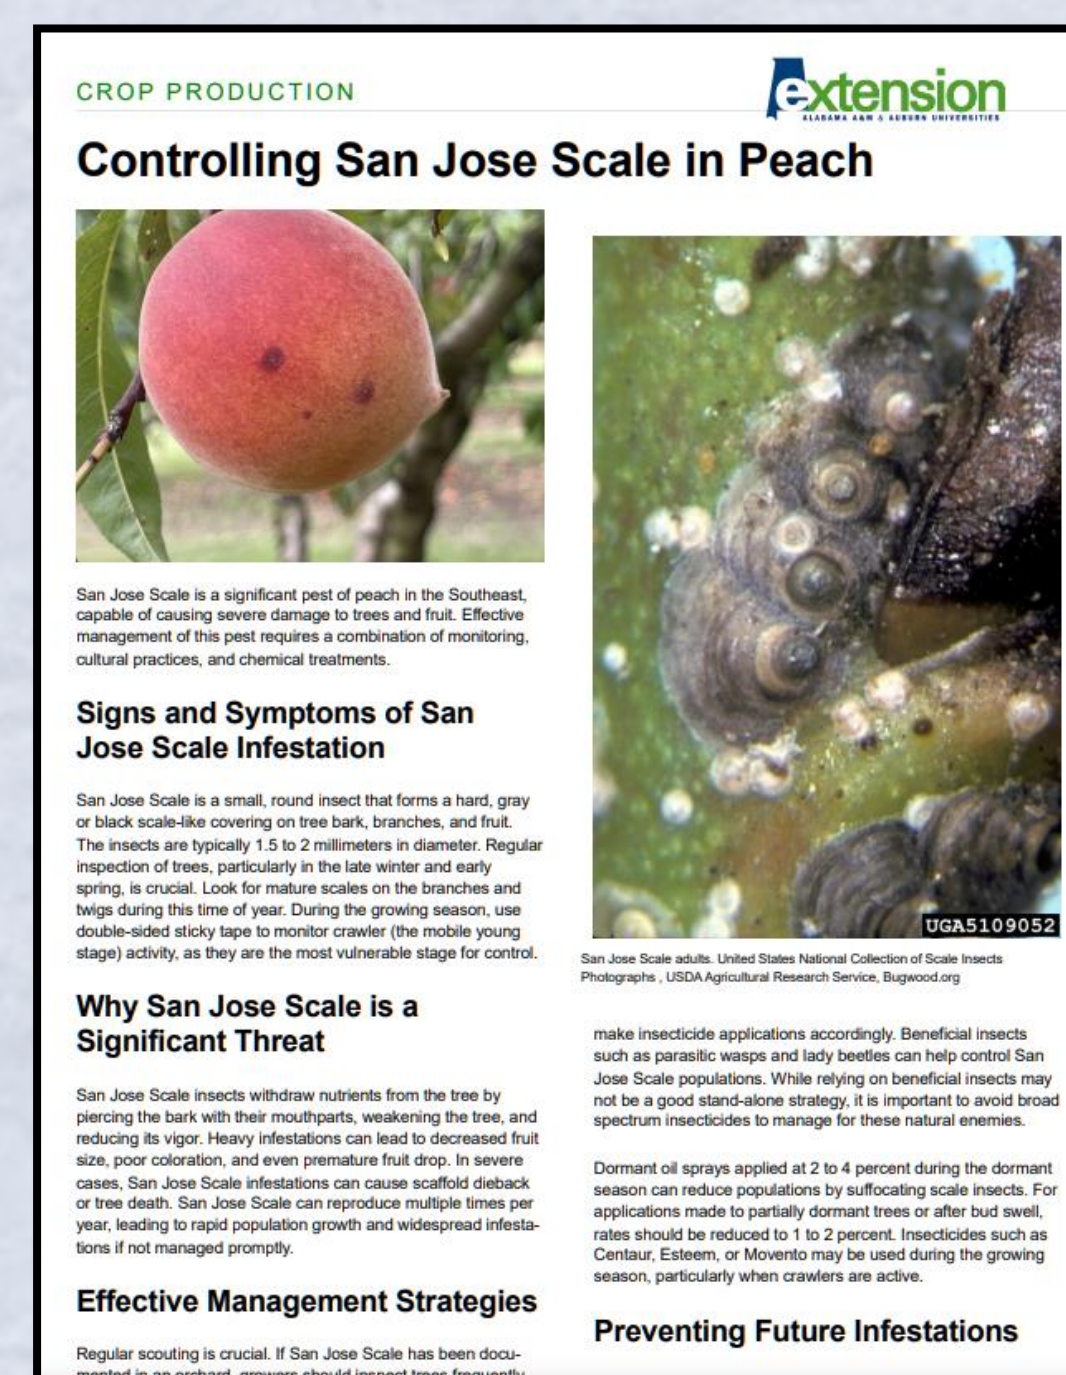 CROP PRODUCTION
extension
ALABAMA A&M & AUBURN UNIVERSITIES
Controlling San Jose Scale in Peach
San Jose Scale is a significant pest of peach in the Southeast,
capable of causing severe damage to trees and fruit. Effective
management of this pest requires a combination of monitoring,
cultural practices, and chemical treatments.
Signs and Symptoms of San
Jose Scale Infestation
San Jose Scale is a small, round insect that forms a hard, gray
or black scale-like covering on tree bark, branches, and fruit.
The insects are typically 1.5 to 2 millimeters in diameter. Regular
inspection of trees, particularly in the late winter and early
spring, is crucial. Look for mature scales on the branches and
twigs during this time of year. During the growing season, use
double-sided sticky tape to monitor crawler (the mobile young
stage) activity, as they are the most vulnerable stage for control.
Why San Jose Scale is a
Significant Threat
San Jose Scale insects withdraw nutrients from the tree by
piercing the bark with their mouthparts, weakening the tree, and
reducing its vigor. Heavy infestations can lead to decreased fruit
size, poor coloration, and even premature fruit drop. In severe
cases, San Jose Scale infestations can cause scaffold dieback
or tree death. San Jose Scale can reproduce multiple times per
year, leading to rapid population growth and widespread infesta-
tions if not managed promptly.
Effective Management Strategies
Regular scouting is crucial. If San Jose Scale has been docu-
mented in an orchard, growers should inspect trees frequently
UGA5109052
San Jose Scale adults. United States National Collection of Scale Insects
Photographs , USDA Agricultural Research Service, Bugwood.org
make insecticide applications accordingly. Beneficial insects
such as parasitic wasps and lady beetles can help control San
Jose Scale populations. While relying on beneficial insects may
not be a good stand-alone strategy, it is important to avoid broad
spectrum insecticides to manage for these natural enemies.
Dormant oil sprays applied at 2 to 4 percent during the dormant
season can reduce populations by suffocating scale insects. For
applications made to partially dormant trees or after bud swell,
rates should be reduced to 1 to 2 percent. Insecticides such as
Centaur, Esteem, or Movento may be used during the growing
season, particularly when crawlers are active.
Preventing Future Infestations